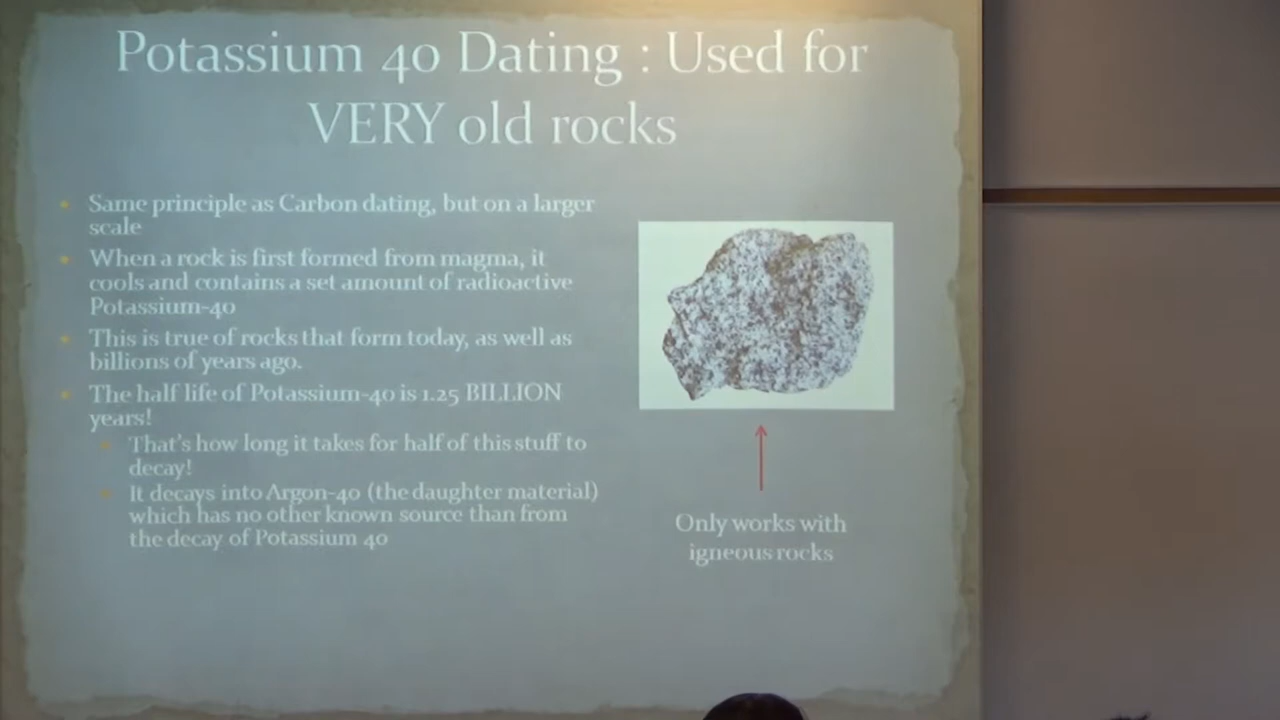 Potassium 40 Dating : Used for
VERY old rocks
Same principle as Carbon dating, but on a larger
scale
When a rock is first formed from magma, it
cools and contains a set amount of radioactive
Potassium-40
This is true of rocks that form today, as well as
billions of years ago.
The half life of Potassium-40 is 1.25 BILLION
years!
That's how long it takes for half of this stuff to
decay!
It decays into Argon-40 (the daughter material)
which has no other known source than from
the decay of Potassium 40
Only works with
igneous rocks